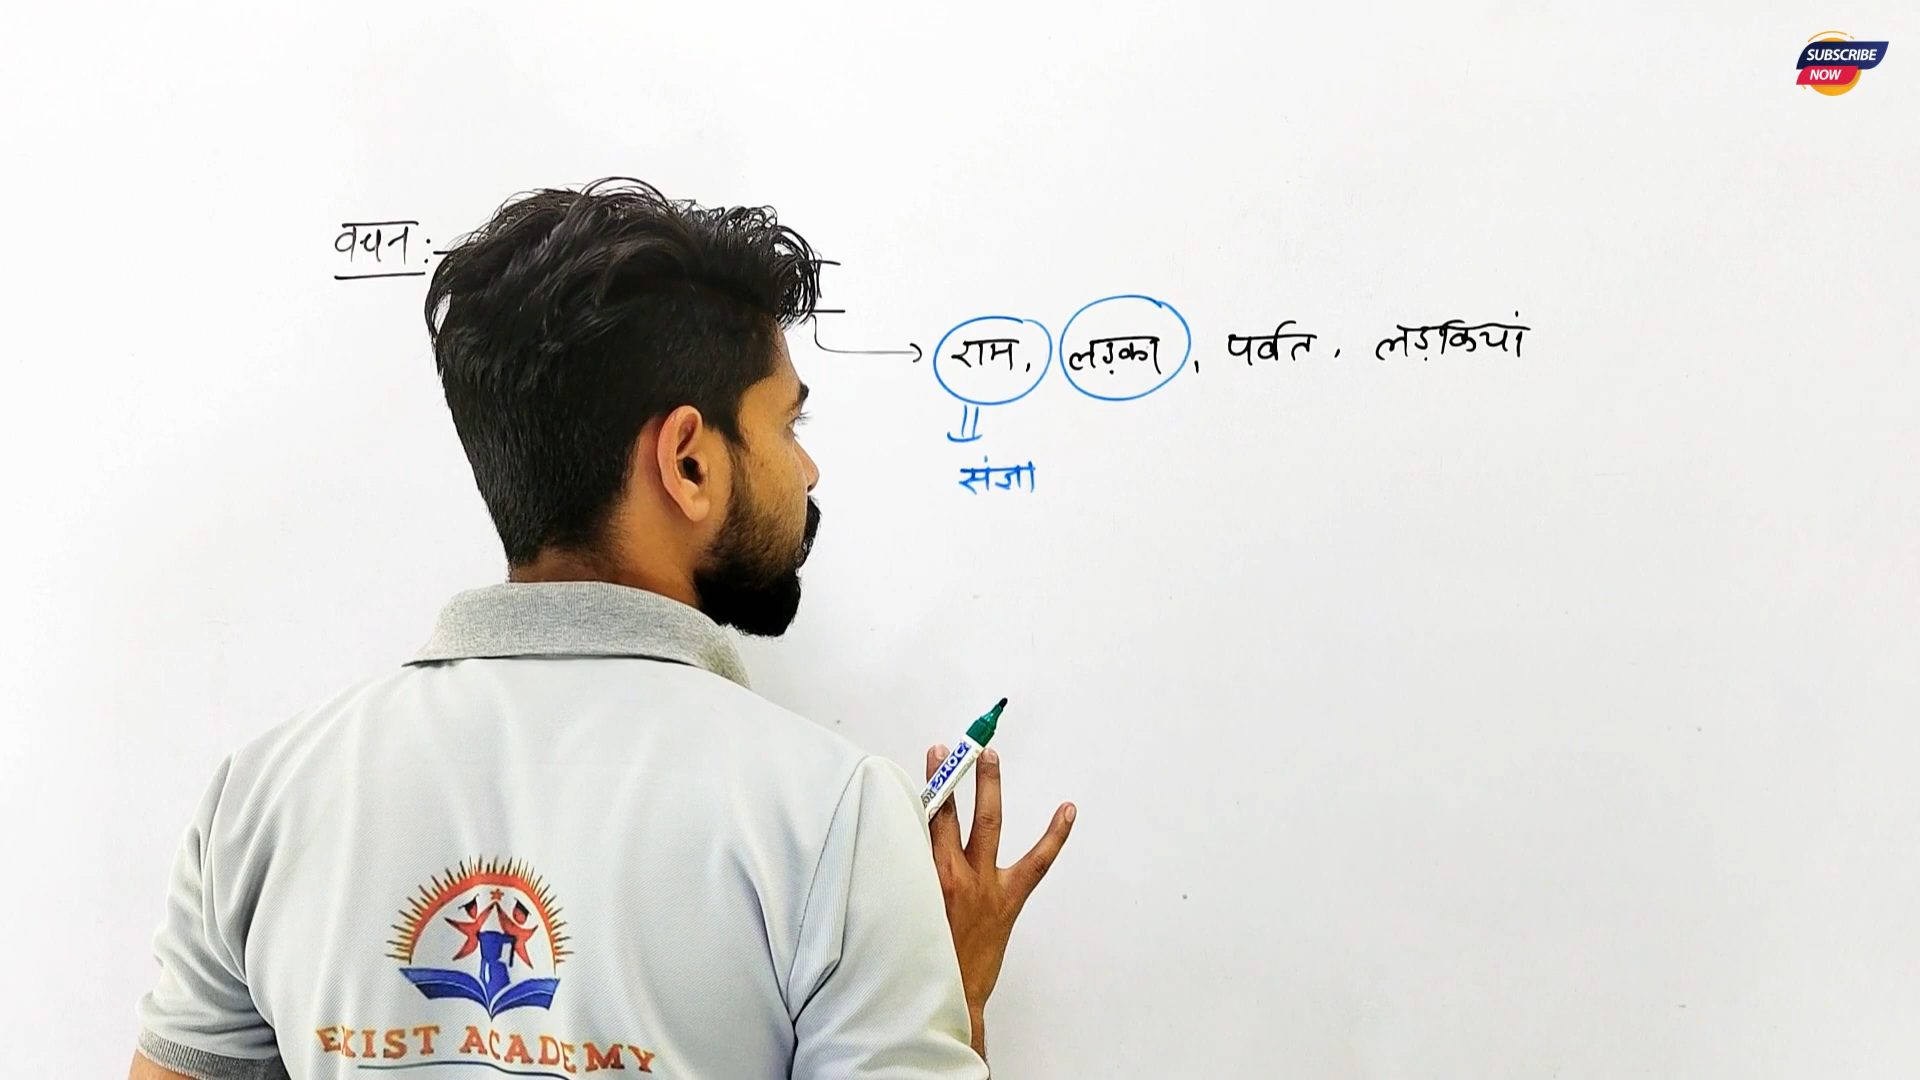 SUBSCRIBE
NOW
वचन :-
राम, लड़का, पर्वत, लड़कियां
संज्ञा
EXIST ACADEMY